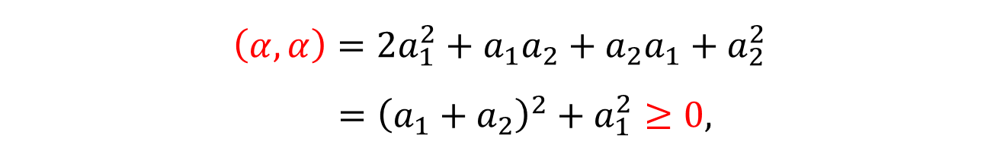 (α, α) = 2a₁² + a₁a₂ + a₂a₁ + a₂²
= (a₁ + a₂)² + a₁² ≥ 0,